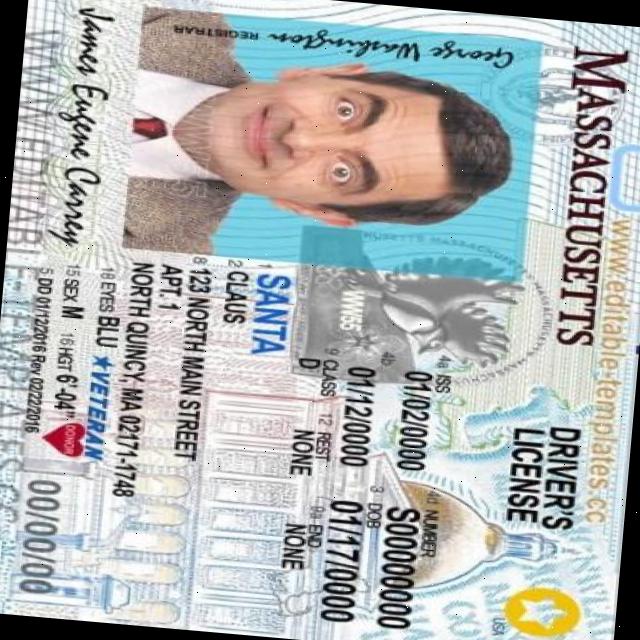 www.editable-templates.cc
MASSACHUSETTS
DRIVER'S
LICENSE
USA
4a ISS
01/02/0000
4d NUMBER
S00000000
4b
01/12/0000
3 DOB
01/17/0000
9 CLASS
D
12 REST
NONE
9a END
NONE
1 SANTA
2 CLAUS
8 123 NORTH MAIN STREET
APT. 1
NORTH QUINCY, MA 02171-1748
18 EYES BLU
★VETERAN
15 SEX M
16 HGT 6'-04"
DONOR
00/00/00
5 DD 01/12/2016 Rev 02/22/2016
George Washington REGISTRAR
James Eugene Carrey